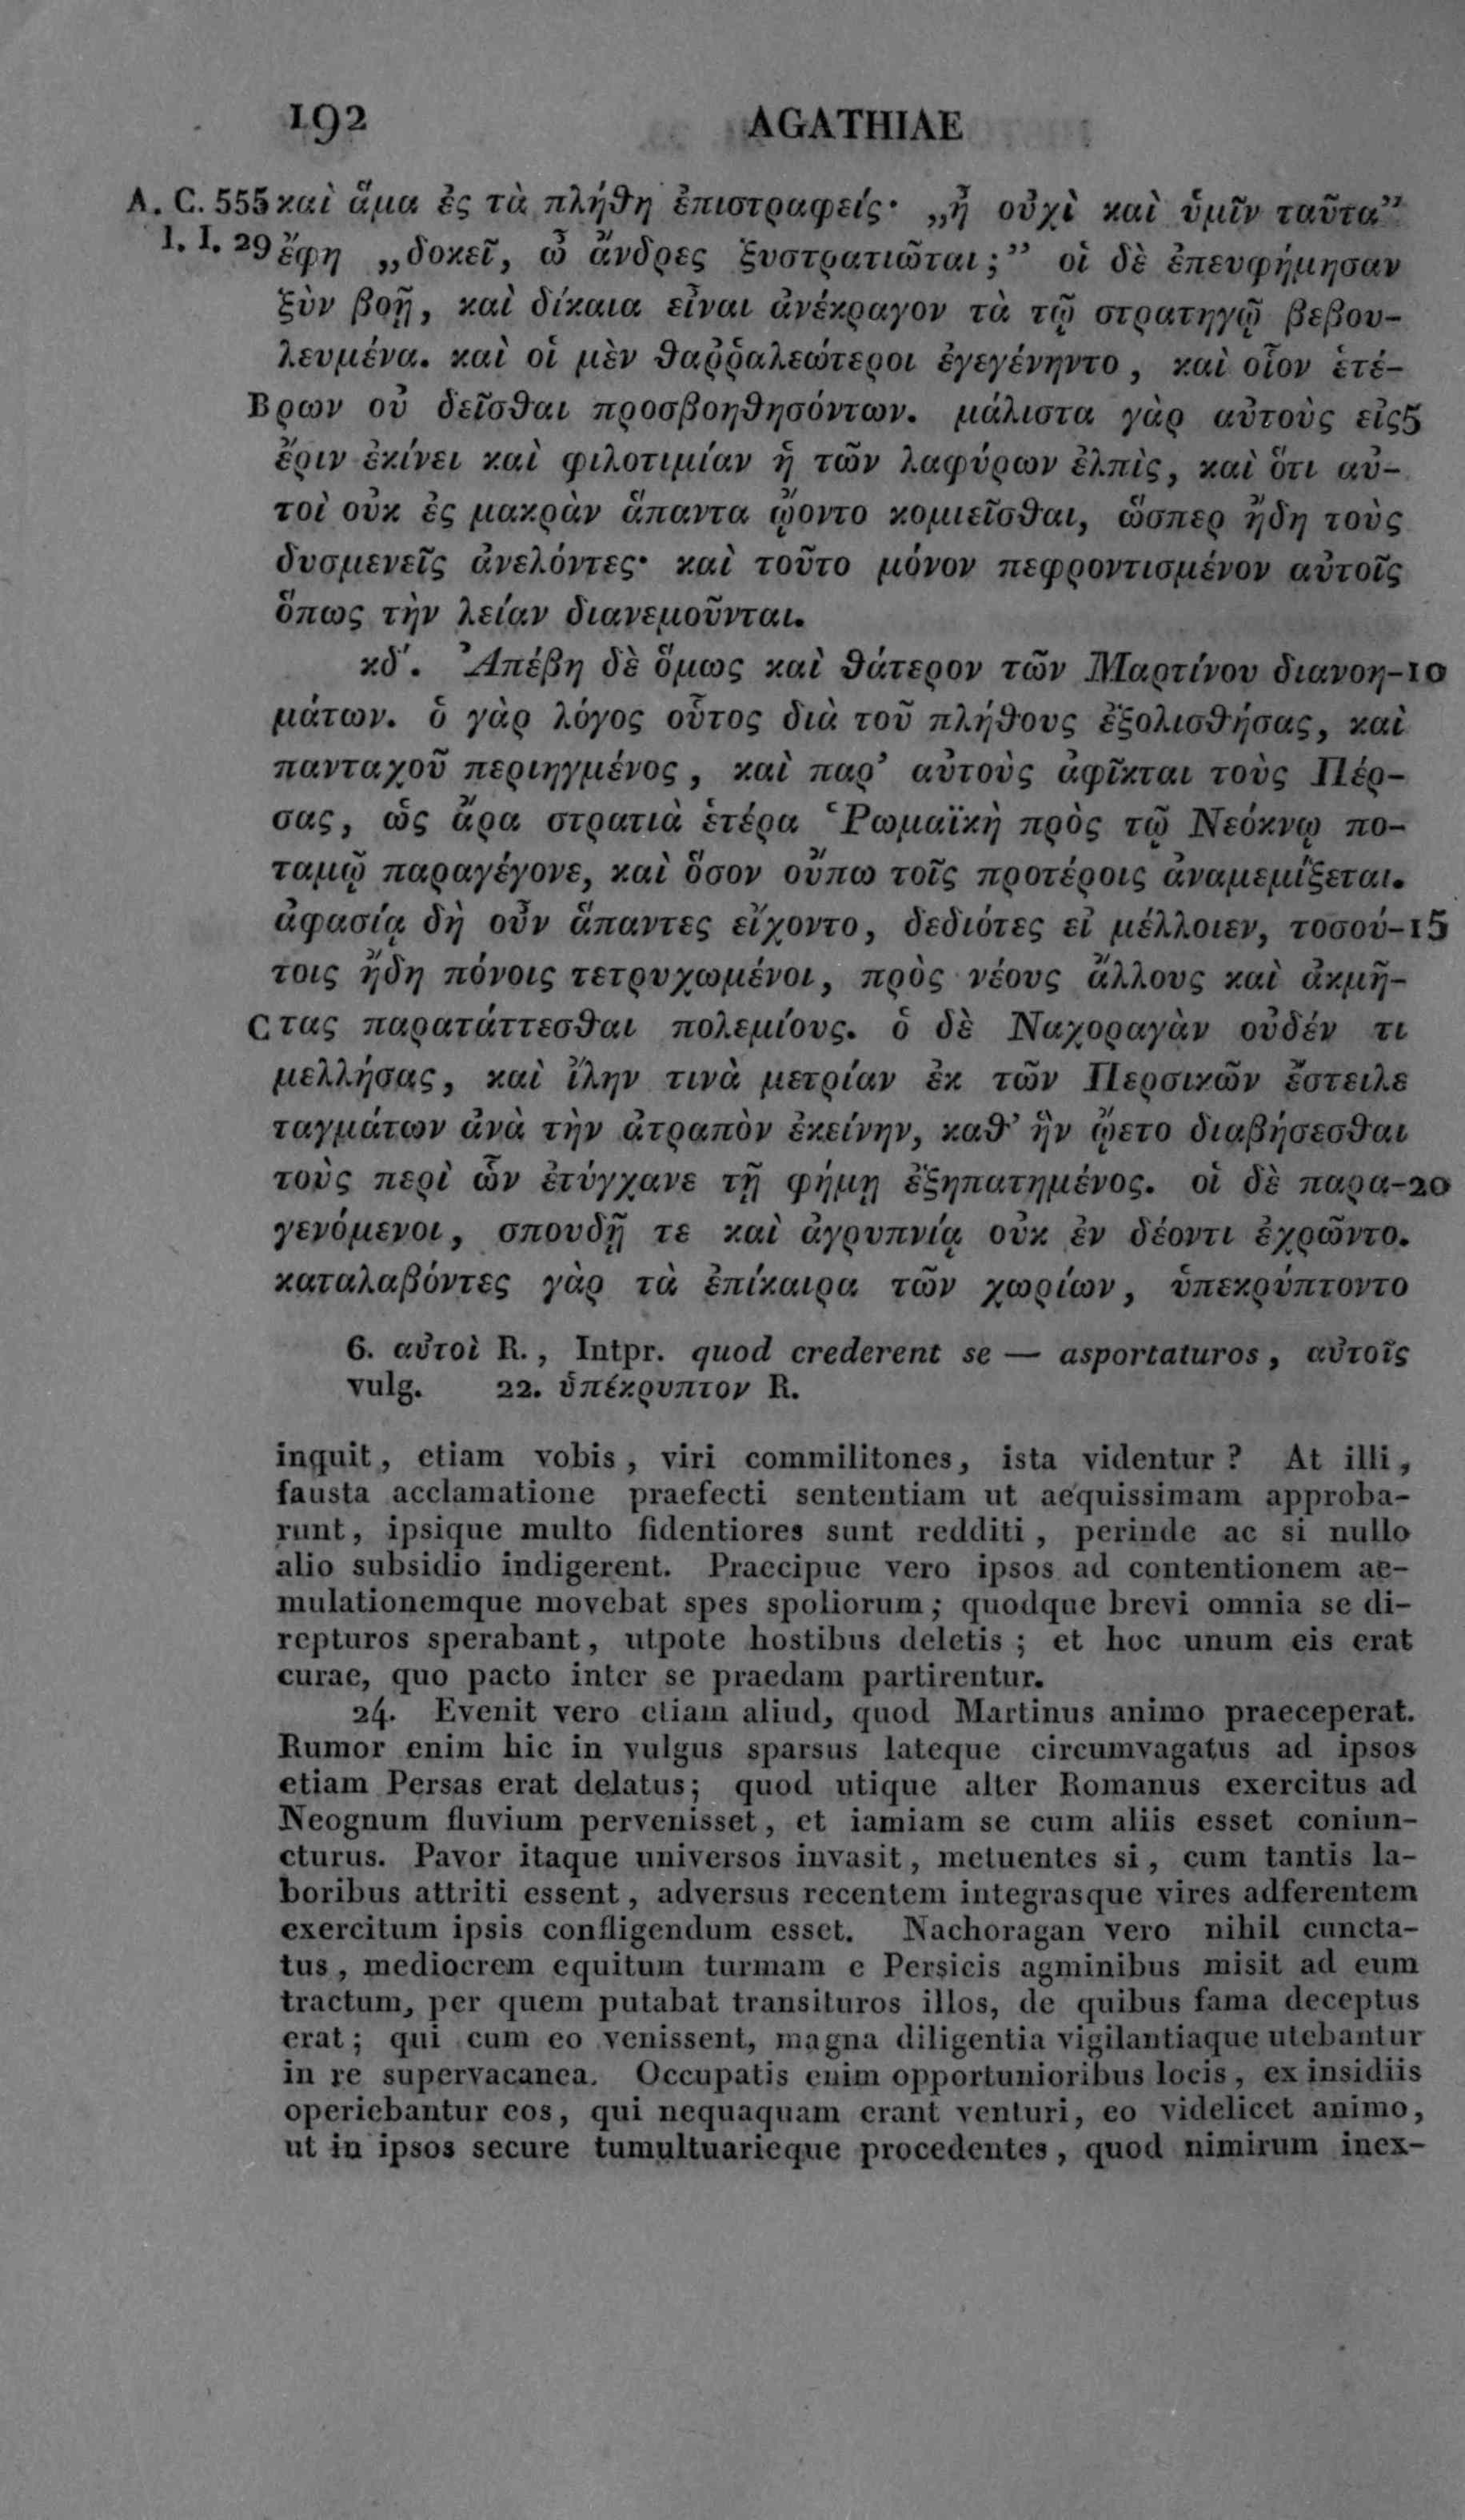 192 AGATHIAE
A. C. 555 καὶ ἅμα ἐς τὰ πλήθη ἐπιστραφείς· „ἦ οὐχὶ καὶ ὑμῖν ταῦτα”
I. I. 29 ἔφη „δοκεῖ, ὦ ἄνδρες ξυστρατιῶται;” οἱ δὲ ἐπευφήμησαν
ξὺν βοῇ, καὶ δίκαια εἶναι ἀνέκραγον τὰ τῷ στρατηγῷ βεβου-
λευμένα. καὶ οἱ μὲν θαῤῥαλεώτεροι ἐγεγένηντο, καὶ οἷον ἑτέ-
B ρων οὐ δεῖσθαι προσβοηθησόντων. μάλιστα γὰρ αὐτοὺς εἰς 5
ἔριν ἐκίνει καὶ φιλοτιμίαν ἡ τῶν λαφύρων ἐλπὶς, καὶ ὅτι αὐ-
τοὶ οὐκ ἐς μακρὰν ἅπαντα ᾤοντο κομιεῖσθαι, ὥσπερ ἤδη τοὺς
δυσμενεῖς ἀνελόντες· καὶ τοῦτο μόνον πεφροντισμένον αὐτοῖς
ὅπως τὴν λείαν διανεμοῦνται.
κδʹ. Ἀπέβη δὲ ὅμως καὶ θάτερον τῶν Μαρτίνου διανοη- 10
μάτων. ὁ γὰρ λόγος οὗτος διὰ τοῦ πλήθους ἐξολισθήσας, καὶ
πανταχοῦ περιηγμένος, καὶ παρ’ αὐτοὺς ἀφῖκται τοὺς Πέρ-
σας, ὡς ἄρα στρατιὰ ἑτέρα Ῥωμαϊκὴ πρὸς τῷ Νεόκνῳ πο-
ταμῷ παραγέγονε, καὶ ὅσον οὔπω τοῖς προτέροις ἀναμεμίξεται.
ἀφασίᾳ δὴ οὖν ἅπαντες εἴχοντο, δεδιότες εἰ μέλλοιεν, τοσού- 15
τοις ἤδη πόνοις τετρυχωμένοι, πρὸς νέους ἄλλους καὶ ἀκμῆ-
C τας παρατάττεσθαι πολεμίους. ὁ δὲ Ναχοραγὰν οὐδέν τι
μελλήσας, καὶ ἴλην τινὰ μετρίαν ἐκ τῶν Περσικῶν ἔστειλε
ταγμάτων ἀνὰ τὴν ἀτραπὸν ἐκείνην, καθ’ ἣν ᾤετο διαβήσεσθαι
τοὺς περὶ ὧν ἐτύγχανε τῇ φήμῃ ἐξηπατημένος. οἱ δὲ παρα- 20
γενόμενοι, σπουδῇ τε καὶ ἀγρυπνίᾳ οὐκ ἐν δέοντι ἐχρῶντο.
καταλαβόντες γὰρ τὰ ἐπίκαιρα τῶν χωρίων, ὑπεκρύπτοντο
6. αὐτοὶ R., Intpr. quod crederent se — asportaturos, αὐτοῖς
vulg. 22. ὑπέκρυπτον R.
inquit, etiam vobis, viri commilitones, ista videntur? At illi,
fausta acclamatione praefecti sententiam ut aequissimam approba-
runt, ipsique multo fidentiores sunt redditi, perinde ac si nullo
alio subsidio indigerent. Praecipue vero ipsos ad contentionem ae-
mulationemque movebat spes spoliorum; quodque brevi omnia se di-
repturos sperabant, utpote hostibus deletis; et hoc unum eis erat
curae, quo pacto inter se praedam partirentur.
24. Evenit vero etiam aliud, quod Martinus animo praeceperat.
Rumor enim hic in vulgus sparsus lateque circumvagatus ad ipsos
etiam Persas erat delatus; quod utique alter Romanus exercitus ad
Neognum fluvium pervenisset, et iamiam se cum aliis esset coniun-
cturus. Pavor itaque universos invasit, metuentes si, cum tantis la-
boribus attriti essent, adversus recentem integrasque vires adferentem
exercitum ipsis confligendum esset. Nachoragan vero nihil cuncta-
tus, mediocrem equitum turmam e Persicis agminibus misit ad eum
tractum, per quem putabat transituros illos, de quibus fama deceptus
erat; qui cum eo venissent, magna diligentia vigilantiaque utebantur
in re supervacanea. Occupatis enim opportunioribus locis, ex insidiis
operiebantur eos, qui nequaquam erant venturi, eo videlicet animo,
ut in ipsos secure tumultuarieque procedentes, quod nimirum inex-